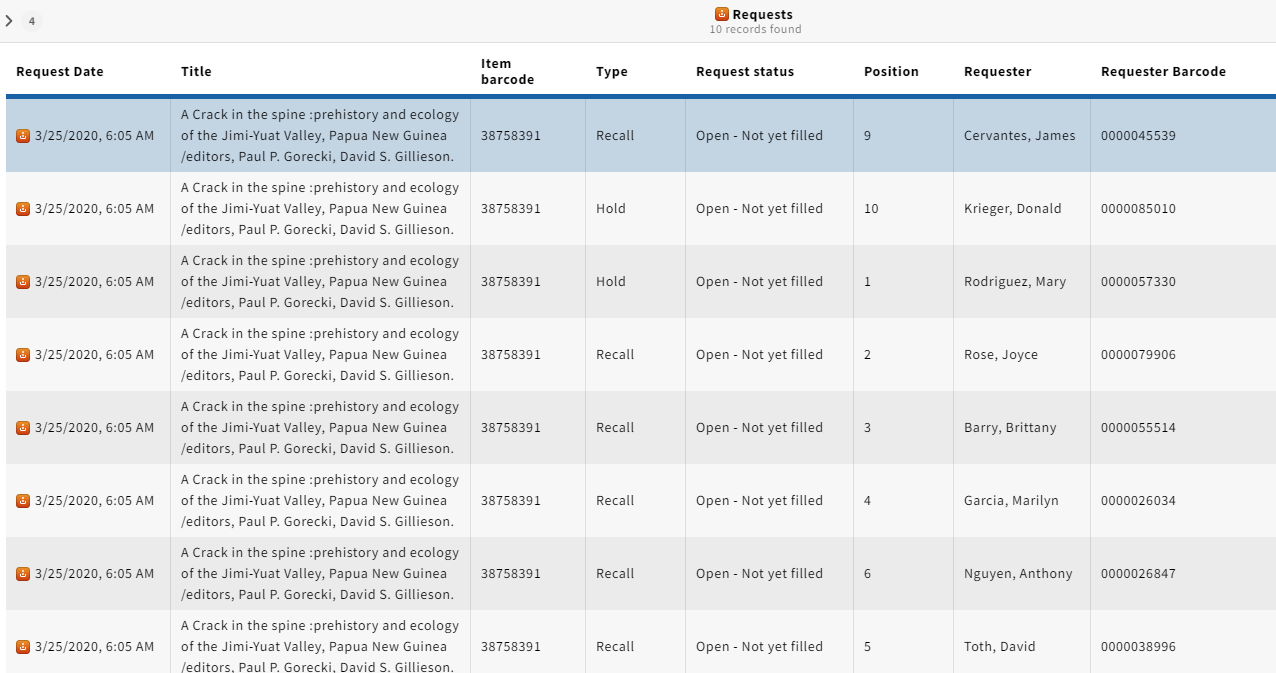 4
Requests
10 records found
Request Date Title Item barcode Type Request status Position Requester Requester Barcode
3/25/2020, 6:05 AM A Crack in the spine :prehistory and ecology
of the Jimi-Yuat Valley, Papua New Guinea
/editors, Paul P. Gorecki, David S. Gillieson. 38758391 Recall Open - Not yet filled 9 Cervantes, James 0000045539
3/25/2020, 6:05 AM A Crack in the spine :prehistory and ecology
of the Jimi-Yuat Valley, Papua New Guinea
/editors, Paul P. Gorecki, David S. Gillieson. 38758391 Hold Open - Not yet filled 10 Krieger, Donald 0000085010
3/25/2020, 6:05 AM A Crack in the spine :prehistory and ecology
of the Jimi-Yuat Valley, Papua New Guinea
/editors, Paul P. Gorecki, David S. Gillieson. 38758391 Hold Open - Not yet filled 1 Rodriguez, Mary 0000057330
3/25/2020, 6:05 AM A Crack in the spine :prehistory and ecology
of the Jimi-Yuat Valley, Papua New Guinea
/editors, Paul P. Gorecki, David S. Gillieson. 38758391 Recall Open - Not yet filled 2 Rose, Joyce 0000079906
3/25/2020, 6:05 AM A Crack in the spine :prehistory and ecology
of the Jimi-Yuat Valley, Papua New Guinea
/editors, Paul P. Gorecki, David S. Gillieson. 38758391 Recall Open - Not yet filled 3 Barry, Brittany 0000055514
3/25/2020, 6:05 AM A Crack in the spine :prehistory and ecology
of the Jimi-Yuat Valley, Papua New Guinea
/editors, Paul P. Gorecki, David S. Gillieson. 38758391 Recall Open - Not yet filled 4 Garcia, Marilyn 0000026034
3/25/2020, 6:05 AM A Crack in the spine :prehistory and ecology
of the Jimi-Yuat Valley, Papua New Guinea
/editors, Paul P. Gorecki, David S. Gillieson. 38758391 Recall Open - Not yet filled 6 Nguyen, Anthony 0000026847
3/25/2020, 6:05 AM A Crack in the spine :prehistory and ecology
of the Jimi-Yuat Valley, Papua New Guinea
/editors, Paul P. Gorecki, David S. Gillieson. 38758391 Recall Open - Not yet filled 5 Toth, David 0000038996